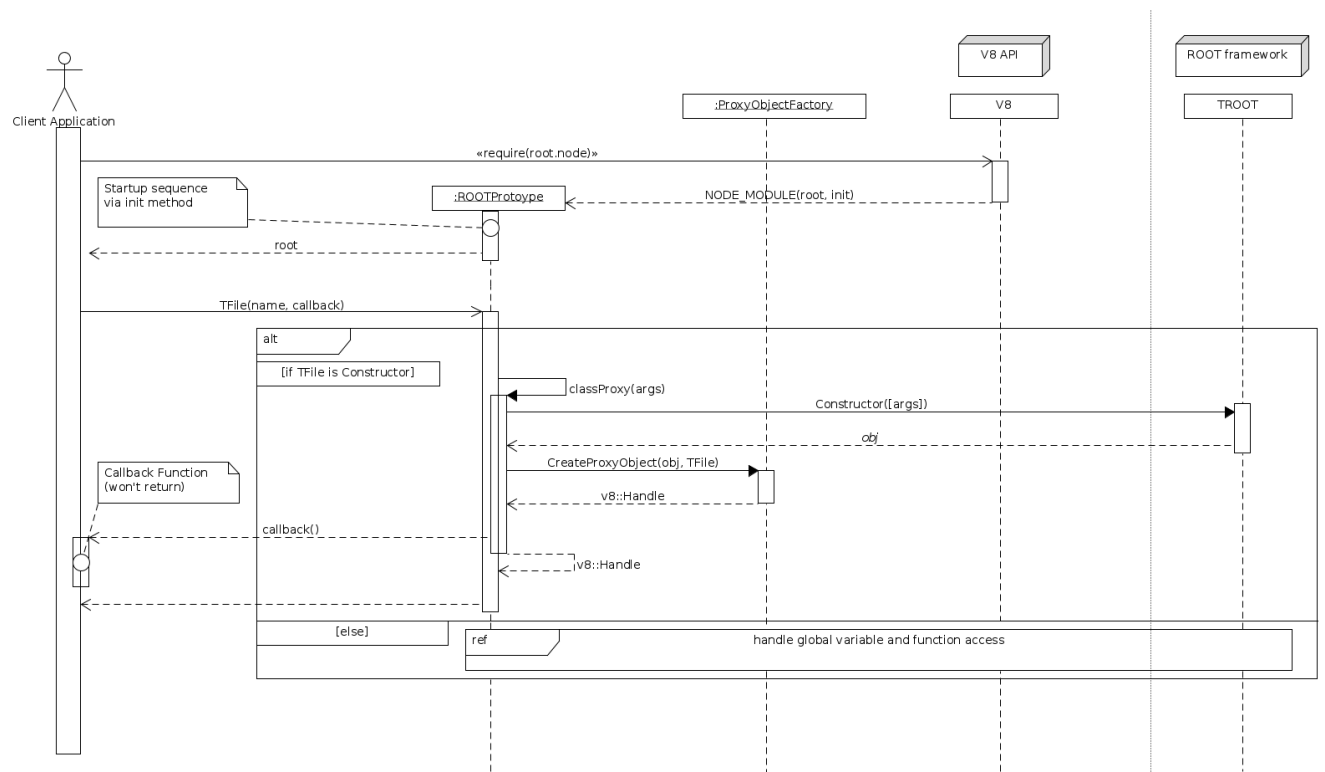 V8 API
ROOT framework
:ProxyObjectFactory
V8
TROOT
Client Application
«require(root.node)»
Startup sequence
via init method
:ROOTProtoype
NODE_MODULE(root, init)
root
TFile(name, callback)
alt
[if TFile is Constructor]
classProxy(args)
Constructor([args])
obj
CreateProxyObject(obj, TFile)
Callback Function
(won't return)
v8::Handle
callback()
v8::Handle
[else]
ref
handle global variable and function access